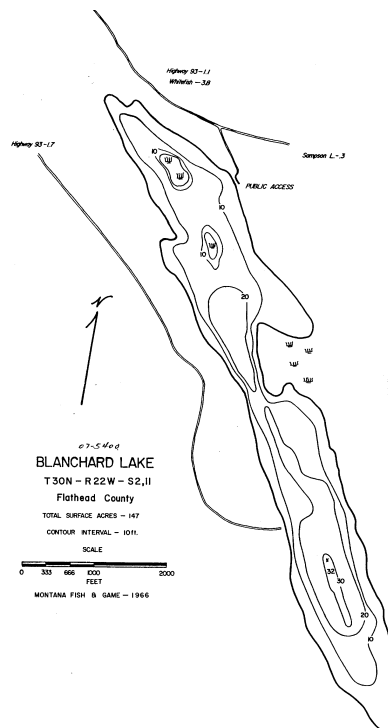 Highway 93-1.1
Whitefish - 3.8
Highway 93-1.7
Sampson L.-.3
PUBLIC ACCESS
10
10
10
20
N
07-5400
BLANCHARD LAKE
T30N - R22W - S2,11
Flathead County
TOTAL SURFACE ACRES - 147
CONTOUR INTERVAL - 10ft.
SCALE
0 333 666 1000 2000
FEET
MONTANA FISH & GAME - 1966
x
32
30
20
10